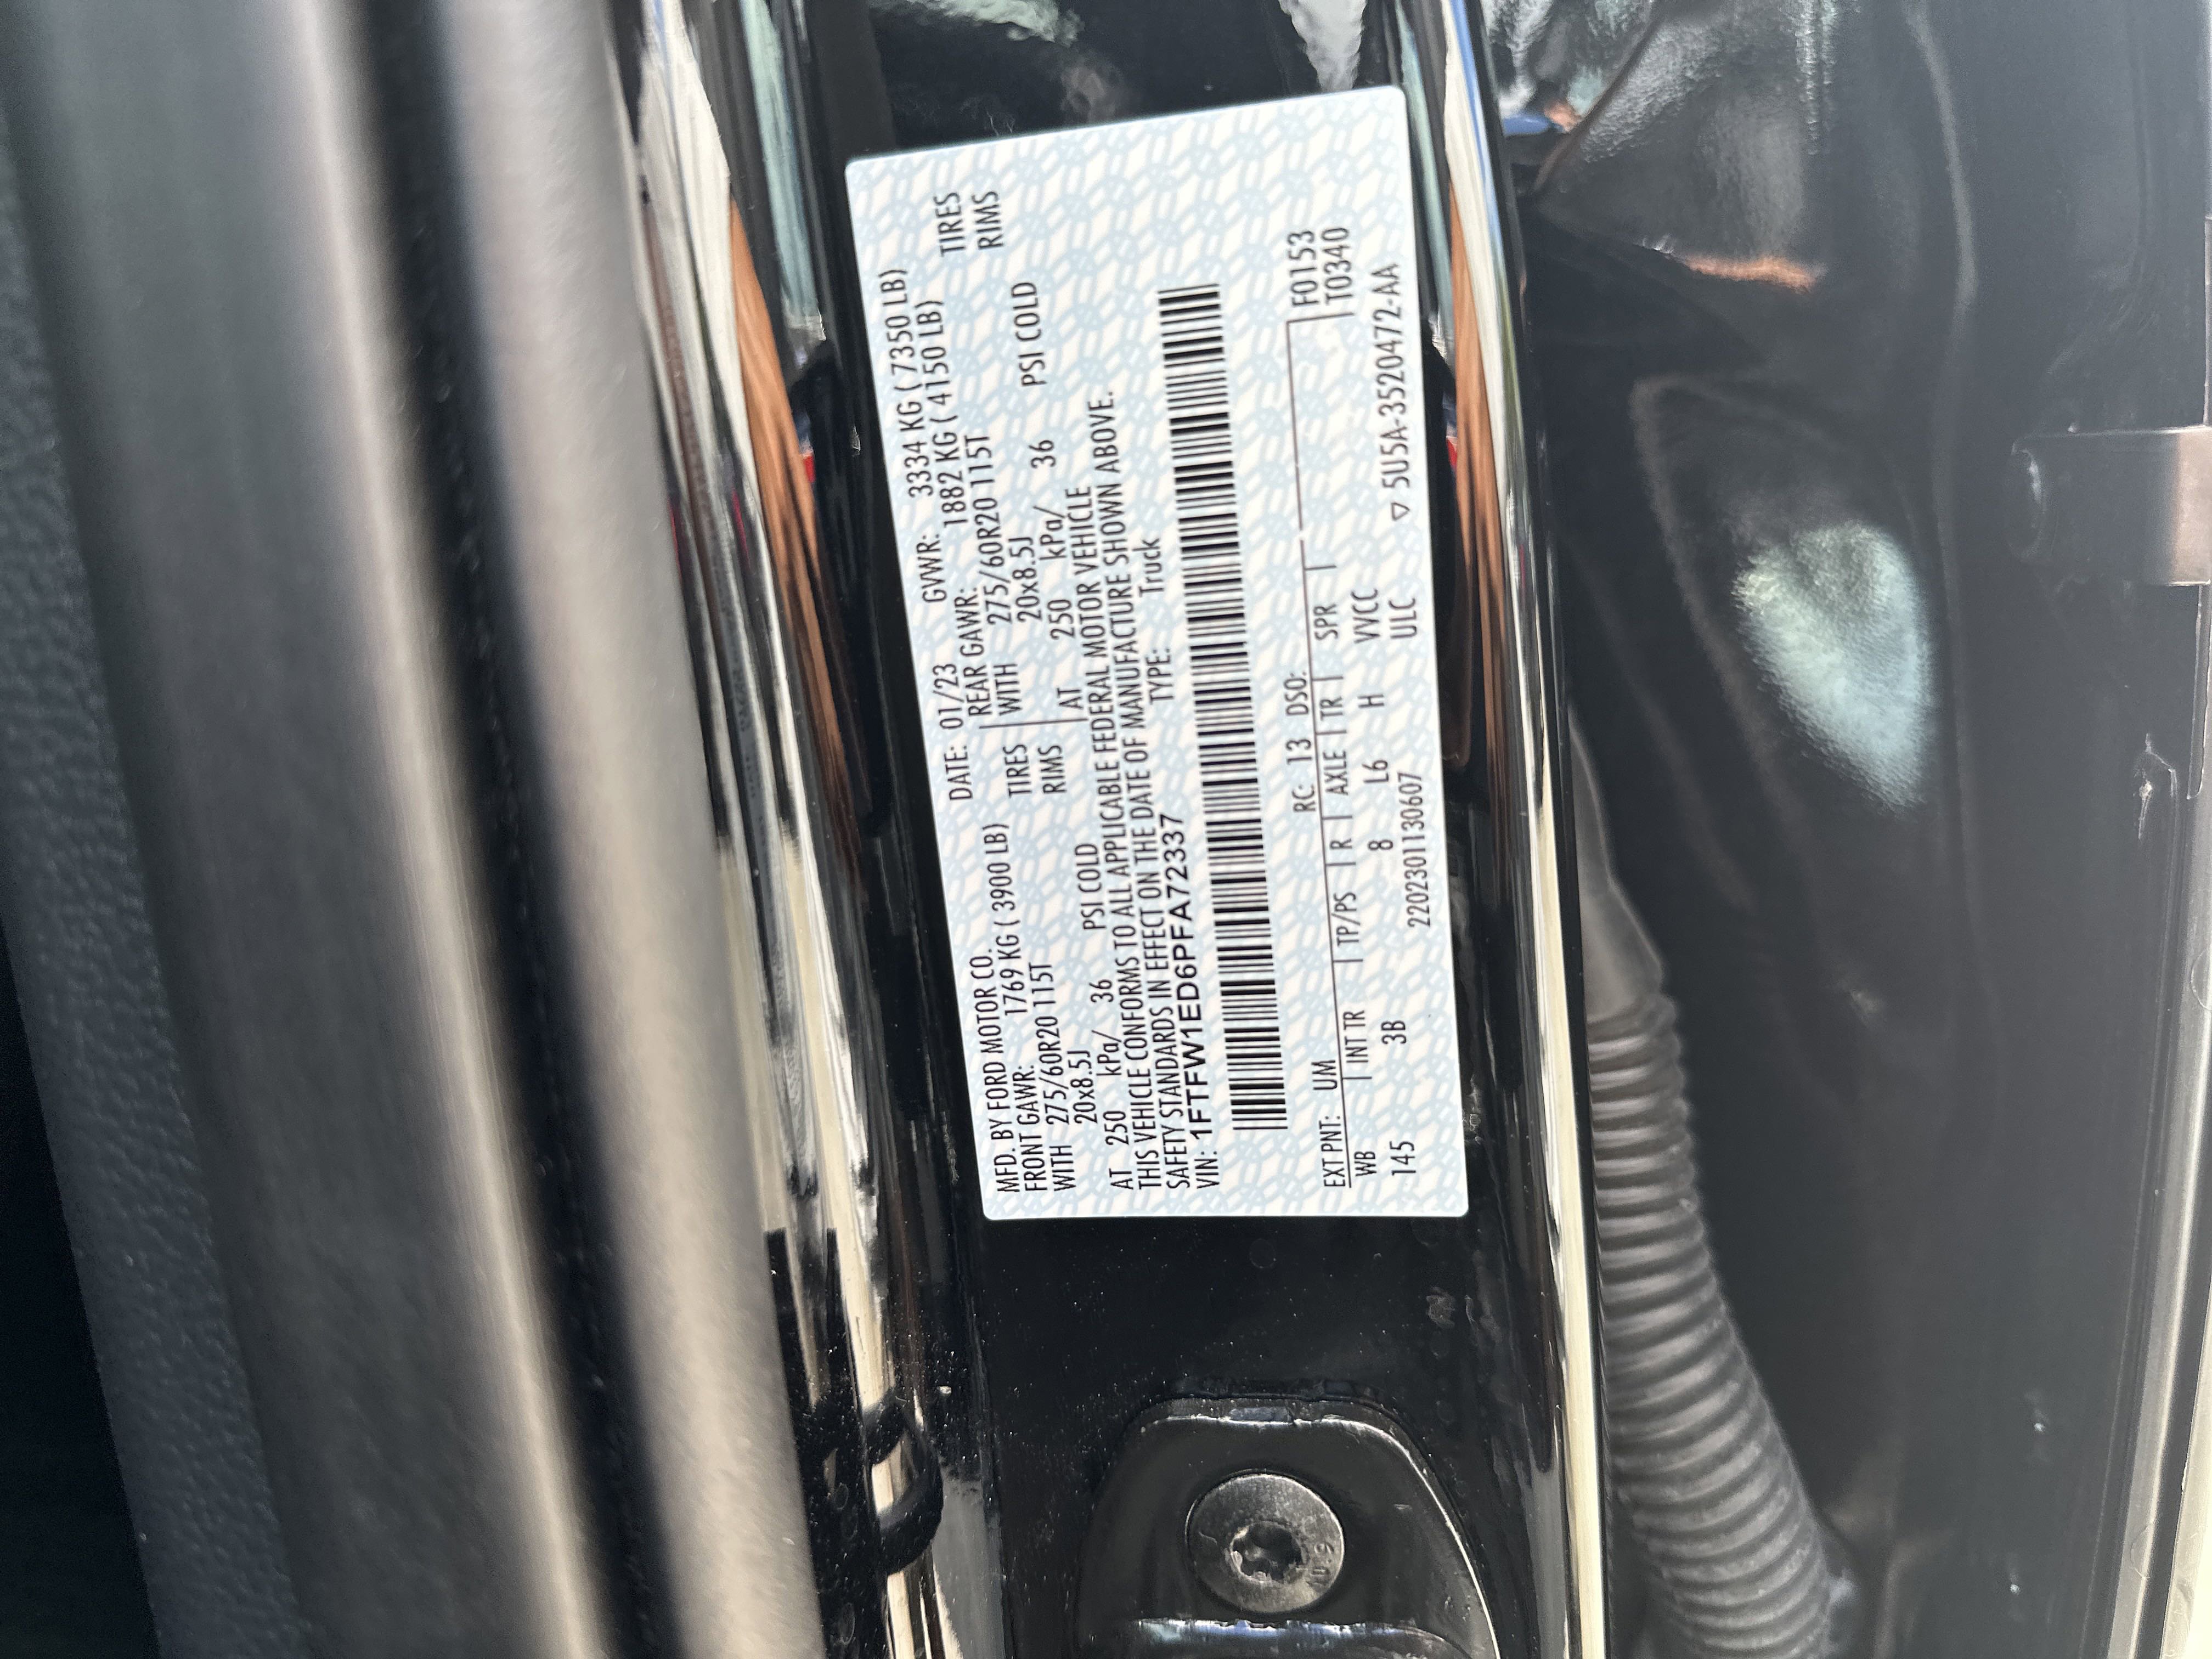 MFD. BY FORD MOTOR CO.   DATE: 01/23   GVWR: 3334 KG ( 7350 LB)
FRONT GAWR: 1769 KG ( 3900 LB)   REAR GAWR: 1882 KG ( 4150 LB)
WITH 275/60R20 115T TIRES WITH 275/60R20 115T TIRES
20x8.5J RIMS 20x8.5J RIMS
AT 250 kPa/ 36 PSI COLD AT 250 kPa/ 36 PSI COLD
THIS VEHICLE CONFORMS TO ALL APPLICABLE FEDERAL MOTOR VEHICLE
SAFETY STANDARDS IN EFFECT ON THE DATE OF MANUFACTURE SHOWN ABOVE.
VIN: 1FTFW1ED6PFA72337 TYPE: Truck
F0153
EXT PNT: UM RC: 13 DSO: T0340
WB | INT TR | TP/PS | R | AXLE | TR | SPR |
145 3B 8 L6 H VVCC
2202301130607 ULC ▽ 5U5A-3520472-AA
10.9